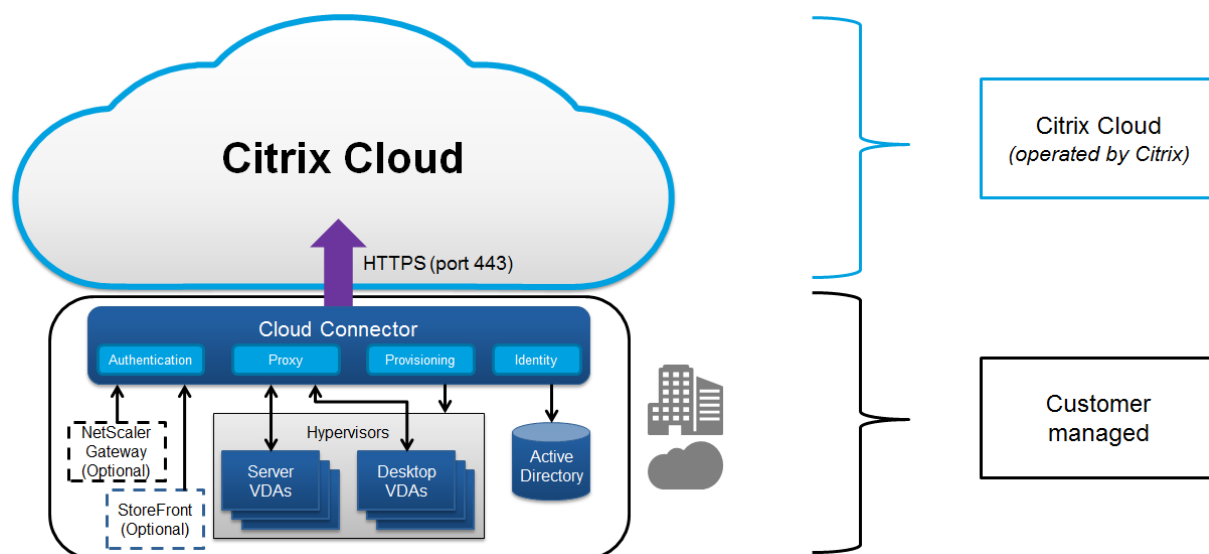 Citrix Cloud
HTTPS (port 443)
Cloud Connector
Authentication
Proxy
Provisioning
Identity
NetScaler
Gateway
(Optional)
StoreFront
(Optional)
Hypervisors
Server
VDAs
Desktop
VDAs
Active
Directory
Citrix Cloud
(operated by Citrix)
Customer
managed